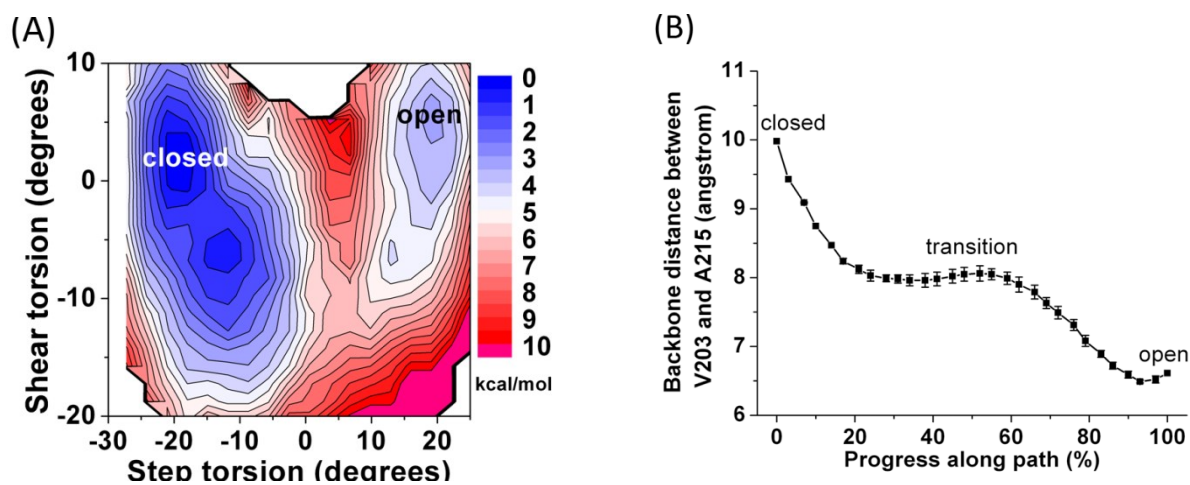 (A)
Shear torsion (degrees)
10
0
-10
-20
-30
-20
-10
0
10
20
Step torsion (degrees)
closed
open
0
1
2
3
4
5
6
7
8
9
10
kcal/mol
(B)
Backbone distance between
V203 and A215 (angstrom)
11
10
9
8
7
6
0
20
40
60
80
100
Progress along path (%)
closed
transition
open